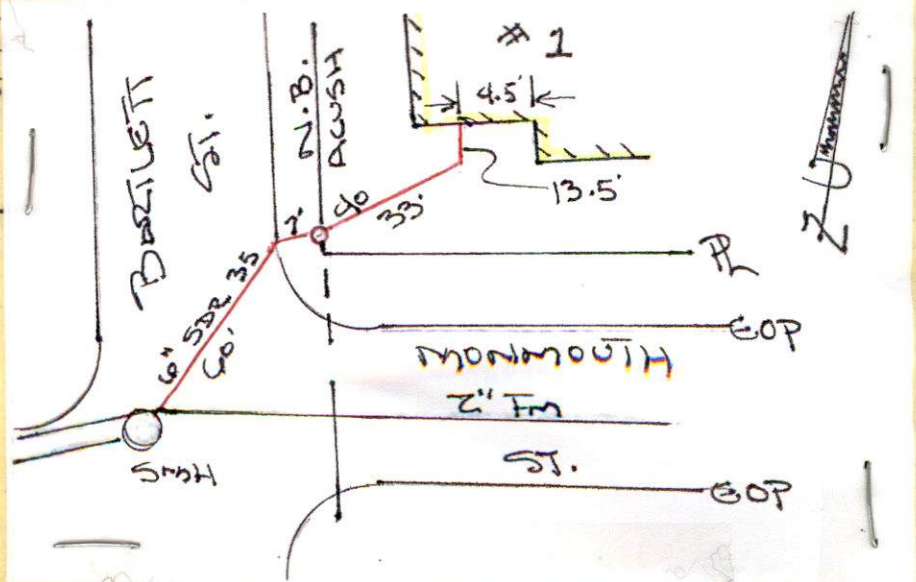 # 1
4.5'
N.B.
ACUSH
BARTLETT
ST.
13.5'
40
33'
7'
N
PL
6" SDR 35
60'
EOP
MONMOUTH
2" FM
SMH
ST.
EOP